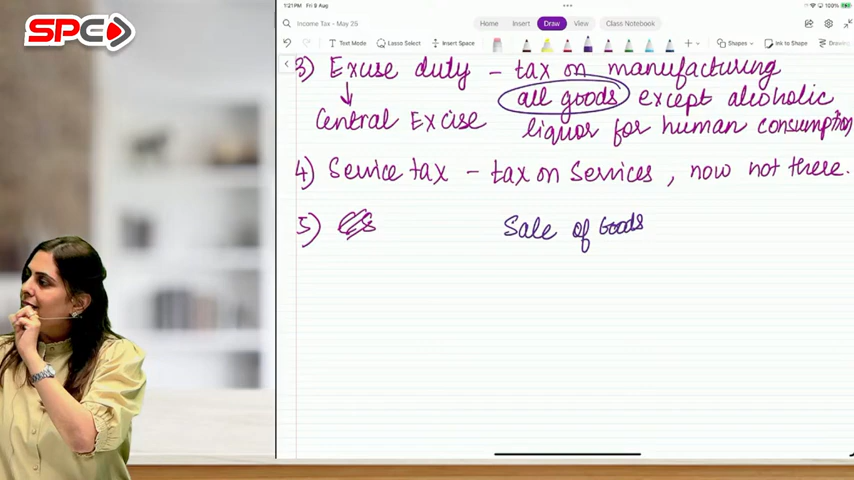 1:21 PM Fri 9 Aug
100%
SPC
Income Tax - May 25
Home Insert Draw View Class Notebook
Text Mode Lasso Select Insert Space Shapes Ink to Shape Drawing
3) Excise duty - tax on manufacturing
all goods except alcoholic
Central Excise liquor for human consumption
4) Service tax - tax on Services, now not there.
5)
Sale of Goods